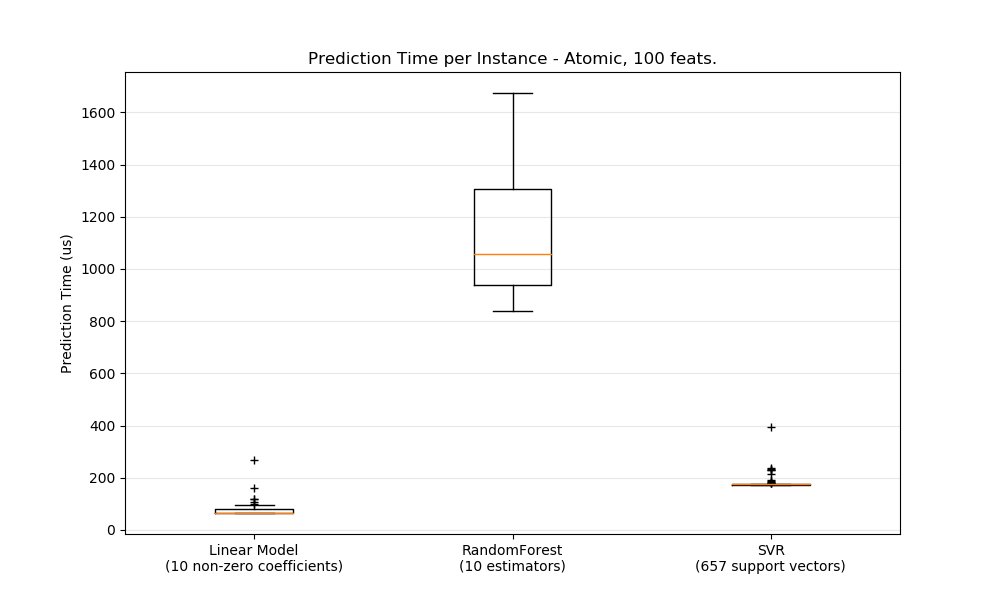 Prediction Time per Instance - Atomic, 100 feats.
1600
1400
1200
1000
800
600
400
200
0
Prediction Time (us)
Linear Model
(10 non-zero coefficients)
RandomForest
(10 estimators)
SVR
(657 support vectors)